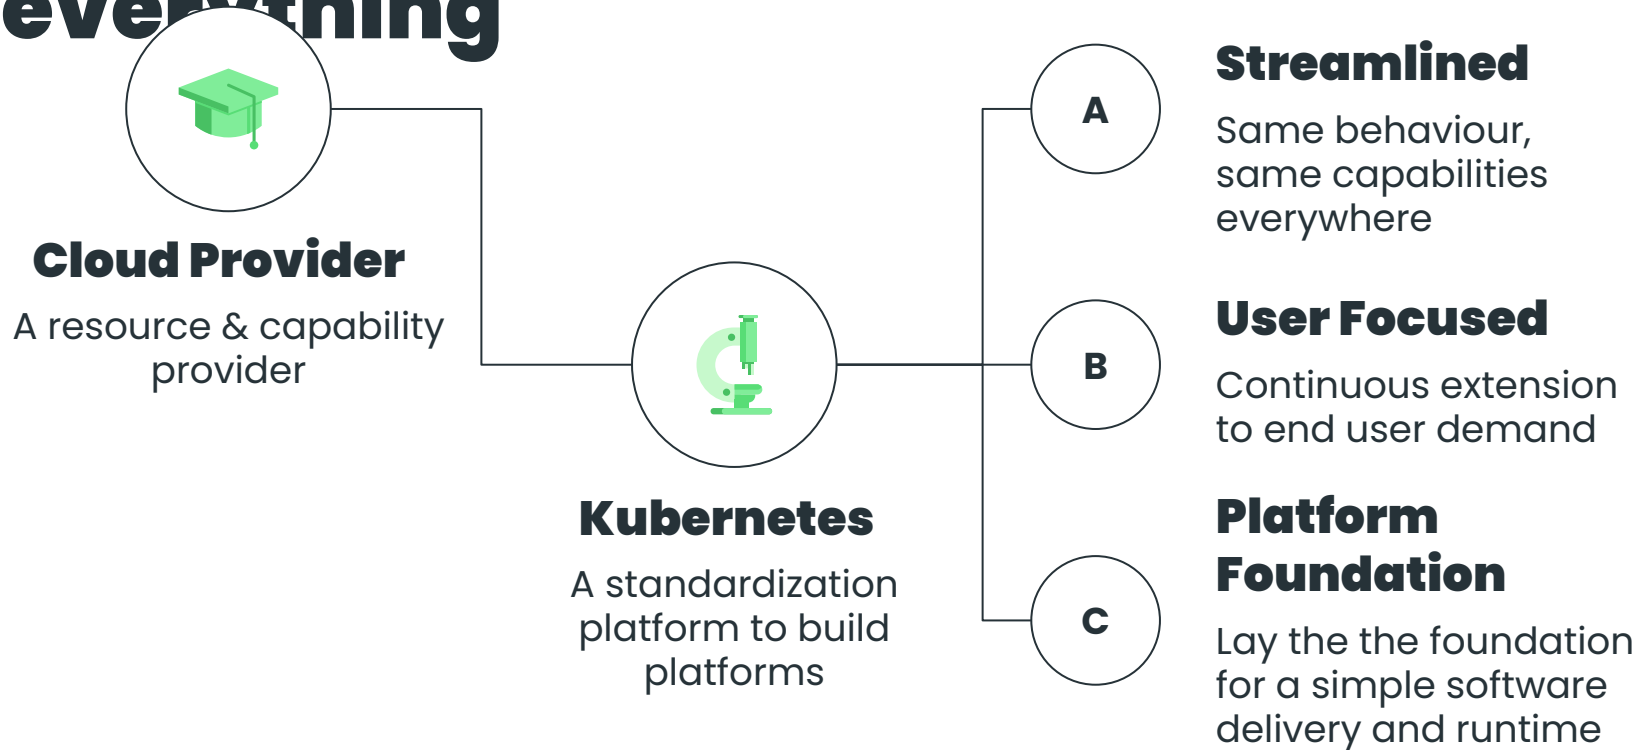 everything
Cloud Provider
A resource & capability
provider
Kubernetes
A standardization
platform to build
platforms
A
Streamlined
Same behaviour,
same capabilities
everywhere
B
User Focused
Continuous extension
to end user demand
C
Platform
Foundation
Lay the the foundation
for a simple software
delivery and runtime